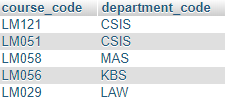 course_code department_code
LM121 CSIS
LM051 CSIS
LM058 MAS
LM056 KBS
LM029 LAW